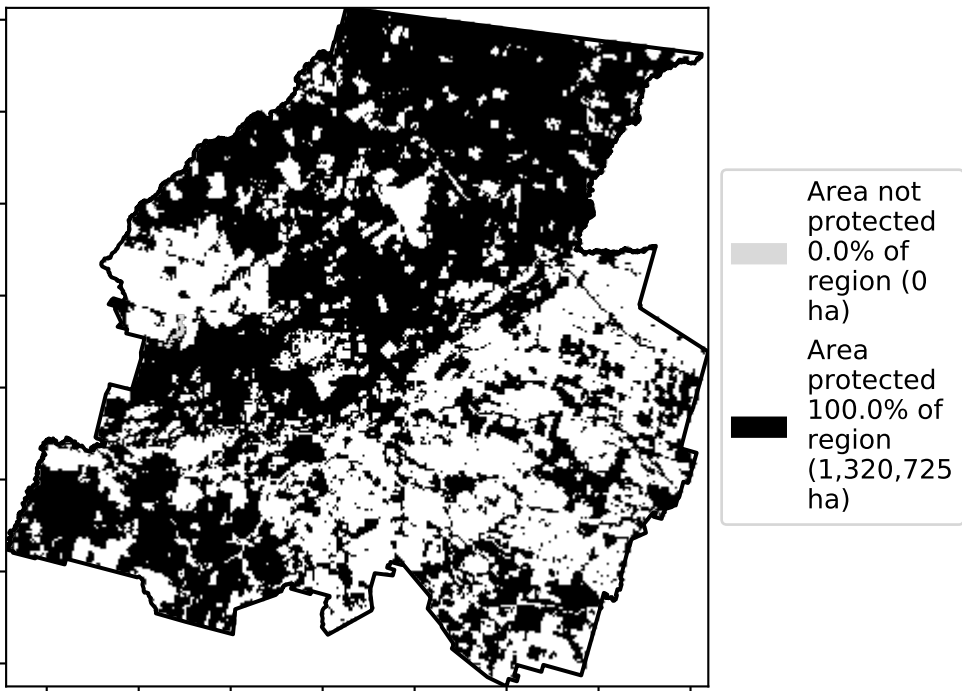 Area not
protected
0.0% of
region (0
ha)
Area
protected
100.0% of
region
(1,320,725
ha)